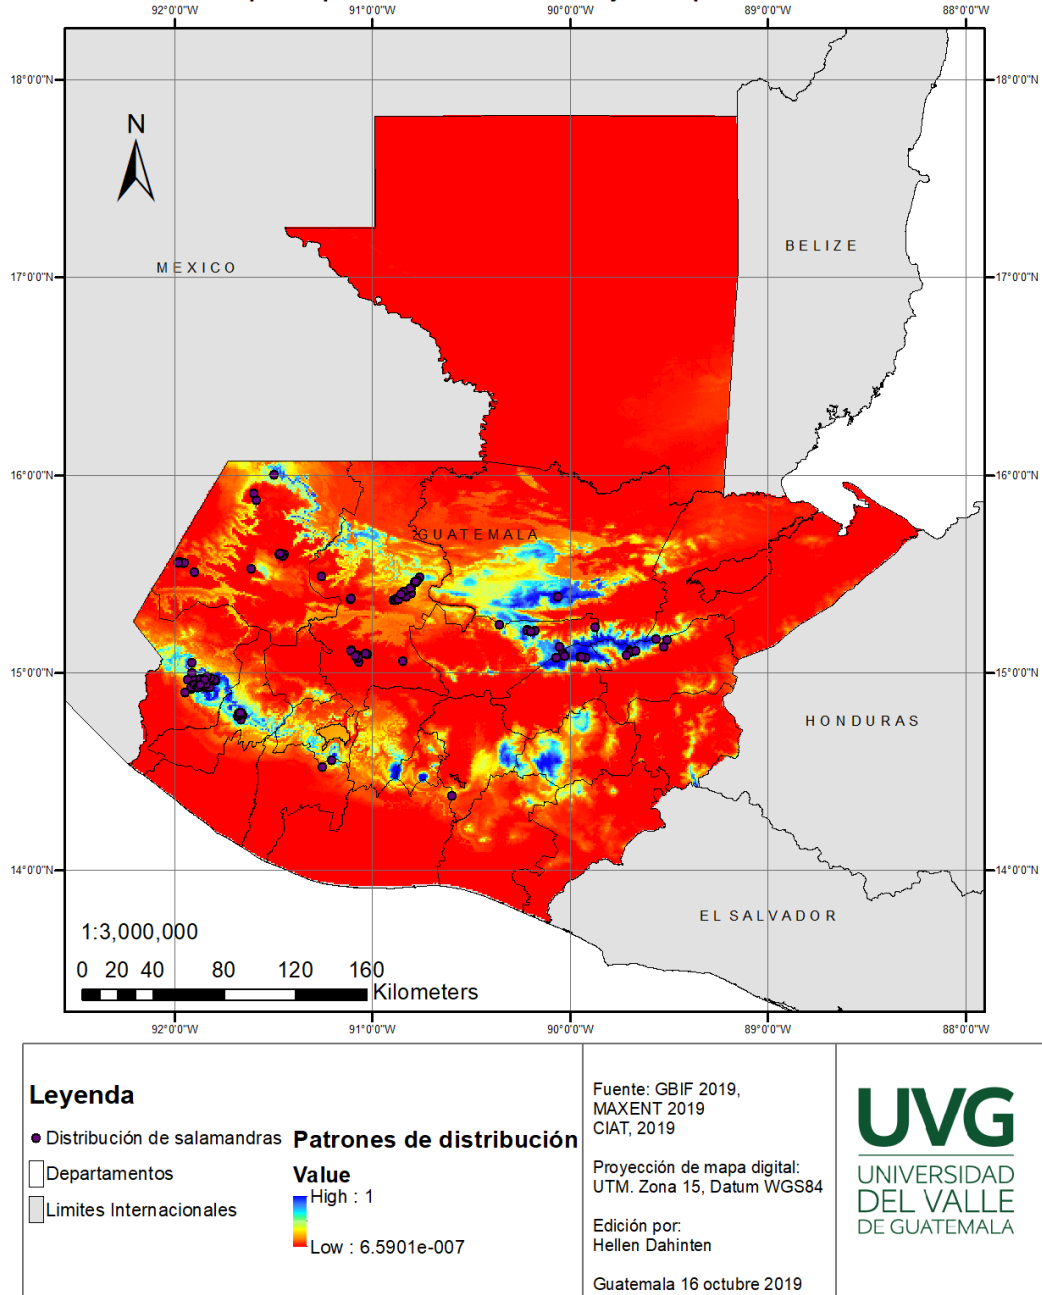 92°0'0"W 91°0'0"W 90°0'0"W 89°0'0"W 88°0'0"W
18°0'0"N 18°0'0"N
N
BELIZE
MEXICO
17°0'0"N 17°0'0"N
16°0'0"N 16°0'0"N
GUATEMALA
15°0'0"N 15°0'0"N
HONDURAS
14°0'0"N 14°0'0"N
EL SALVADOR
1:3,000,000
0 20 40 80 120 160
Kilometers
92°0'0"W 91°0'0"W 90°0'0"W 89°0'0"W 88°0'0"W
Leyenda
Distribución de salamandras
Departamentos
Limites Internacionales
Patrones de distribución
Value
High : 1
Low : 6.5901e-007
Fuente: GBIF 2019,
MAXENT 2019
CIAT, 2019
Proyección de mapa digital:
UTM. Zona 15, Datum WGS84
Edición por:
Hellen Dahinten
Guatemala 16 octubre 2019
UVG
UNIVERSIDAD
DEL VALLE
DE GUATEMALA